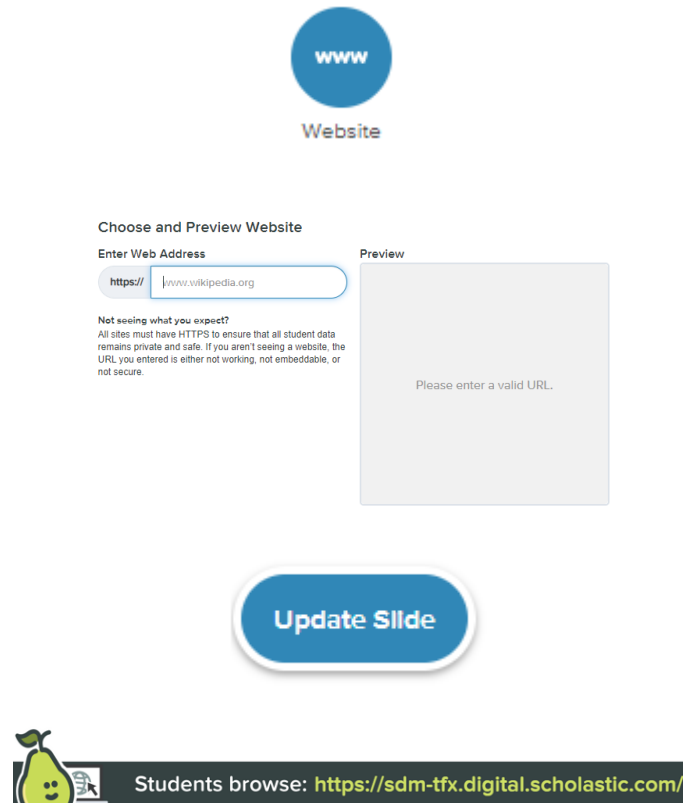 www
Website
Choose and Preview Website
Enter Web Address
Preview
https://
www.wikipedia.org
Not seeing what you expect?
All sites must have HTTPS to ensure that all student data
remains private and safe. If you aren't seeing a website, the
URL you entered is either not working, not embeddable, or
not secure.
Please enter a valid URL.
Update Slide
Students browse: https://sdm-tfx.digital.scholastic.com/